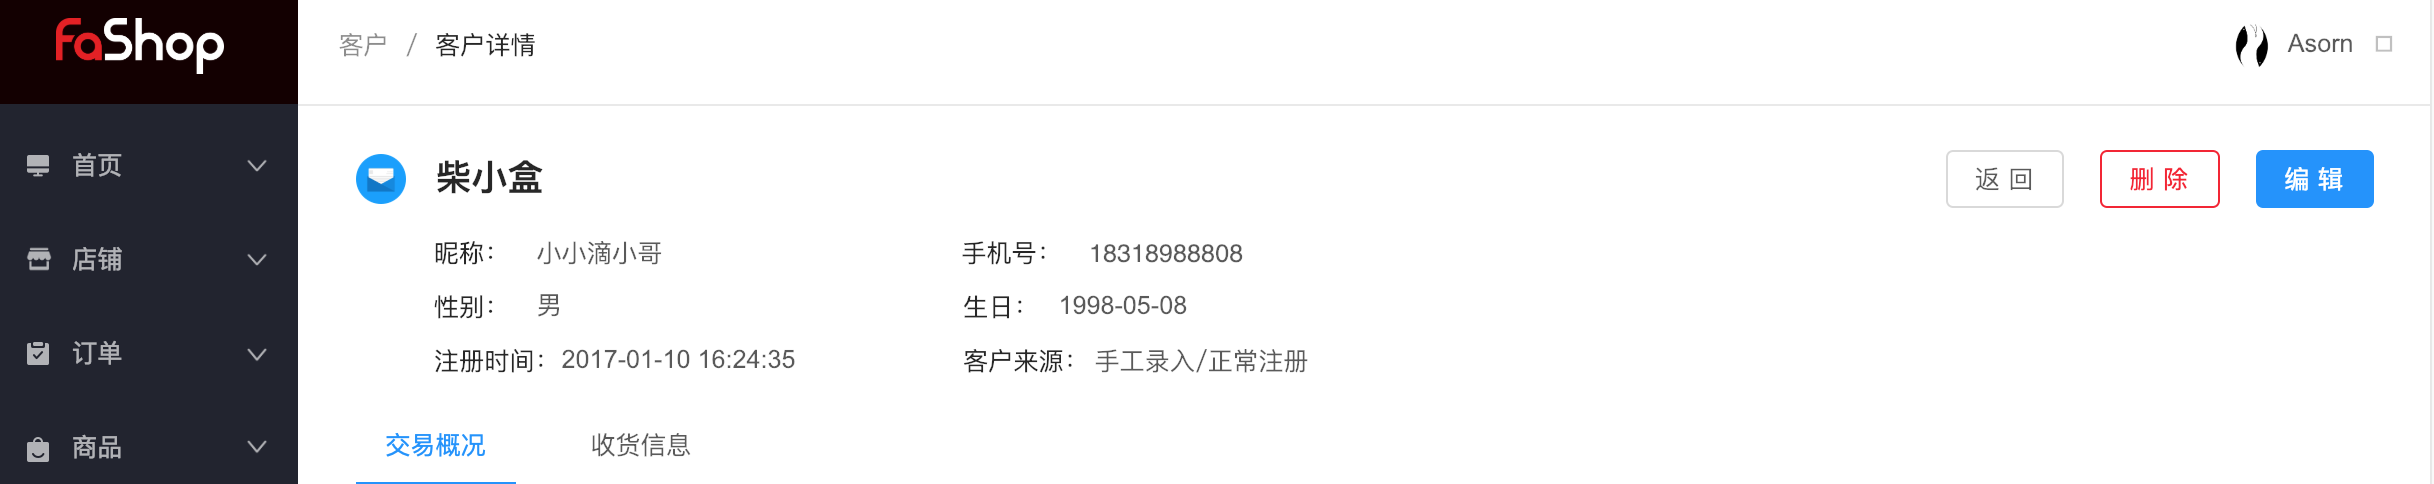 faShop
客户 / 客户详情
Asorn
首页
店铺
订单
商品
柴小盒
返 回
删 除
编 辑
昵称： 小小滴小哥
手机号： 18318988808
性别： 男
生日： 1998-05-08
注册时间： 2017-01-10 16:24:35
客户来源： 手工录入/正常注册
交易概况
收货信息